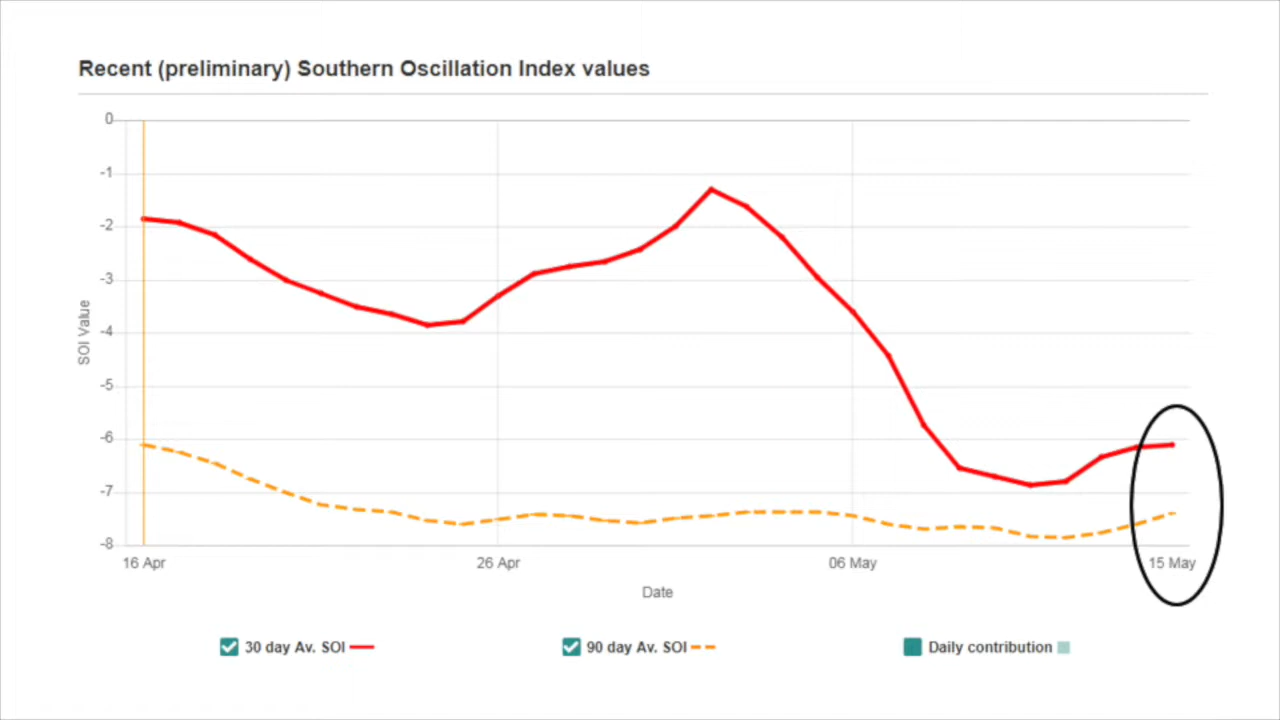 Recent (preliminary) Southern Oscillation Index values
0
-1
-2
-3
-4
-5
-6
-7
-8
SOI Value
16 Apr 26 Apr 06 May 15 May
Date
30 day Av. SOI 90 day Av. SOI Daily contribution